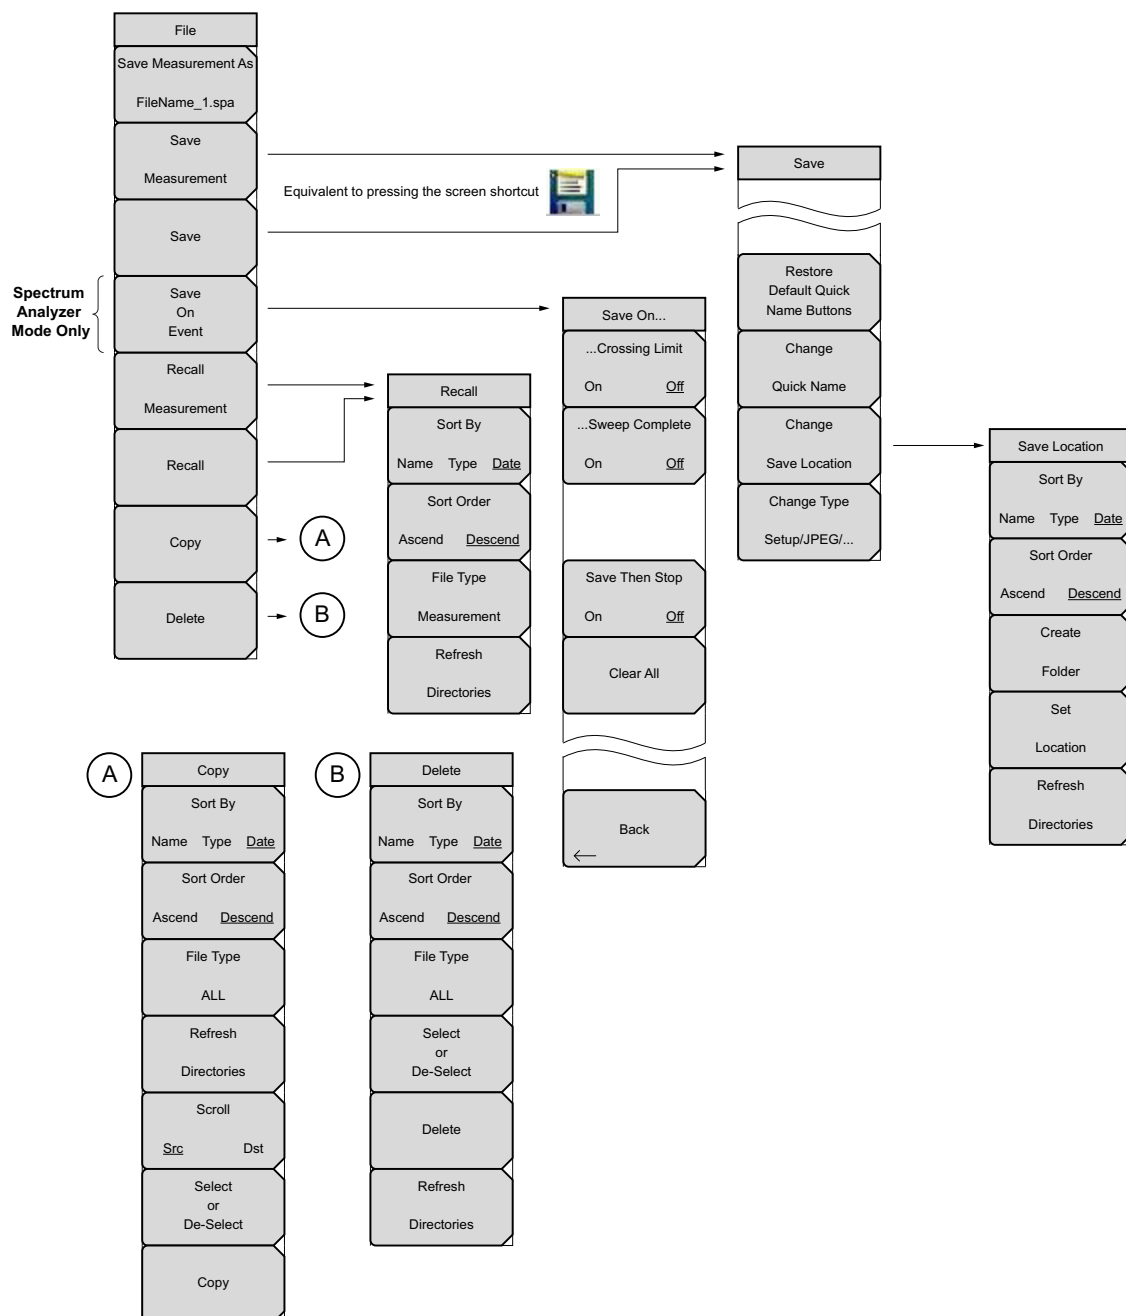 File
Save Measurement As
FileName_1.spa
Save
Measurement
Equivalent to pressing the screen shortcut
Save
Spectrum
Analyzer
Mode Only
Save
On
Event
Recall
Measurement
Recall
Copy
A
Delete
B
Recall
Sort By
Name Type Date
Sort Order
Ascend Descend
File Type
Measurement
Refresh
Directories
Save On...
...Crossing Limit
On Off
...Sweep Complete
On Off
Save Then Stop
On Off
Clear All
Back
Save
Restore
Default Quick
Name Buttons
Change
Quick Name
Change
Save Location
Change Type
Setup/JPEG/...
Save Location
Sort By
Name Type Date
Sort Order
Ascend Descend
Create
Folder
Set
Location
Refresh
Directories
A
Copy
Sort By
Name Type Date
Sort Order
Ascend Descend
File Type
ALL
Refresh
Directories
Scroll
Src Dst
Select
or
De-Select
Copy
B
Delete
Sort By
Name Type Date
Sort Order
Ascend Descend
File Type
ALL
Select
or
De-Select
Delete
Refresh
Directories